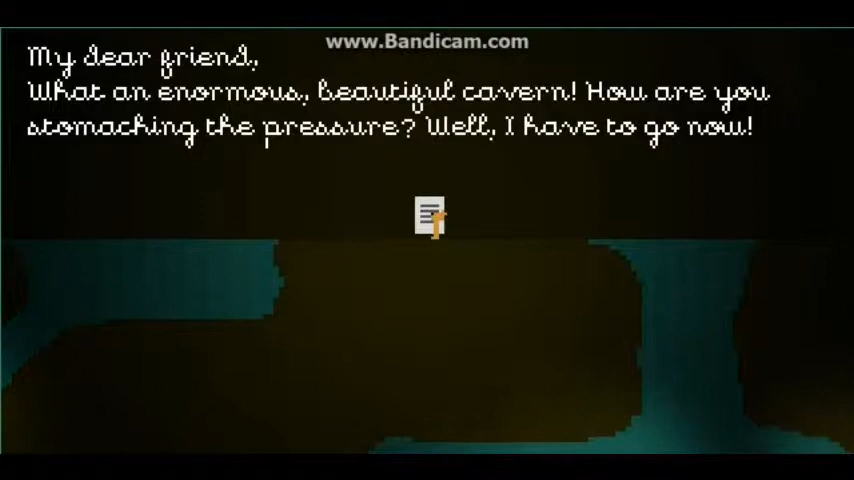 www.Bandicam.com
My dear friend,
What an enormous, beautiful cavern! How are you
stomaching the pressure? Well, I have to go now!